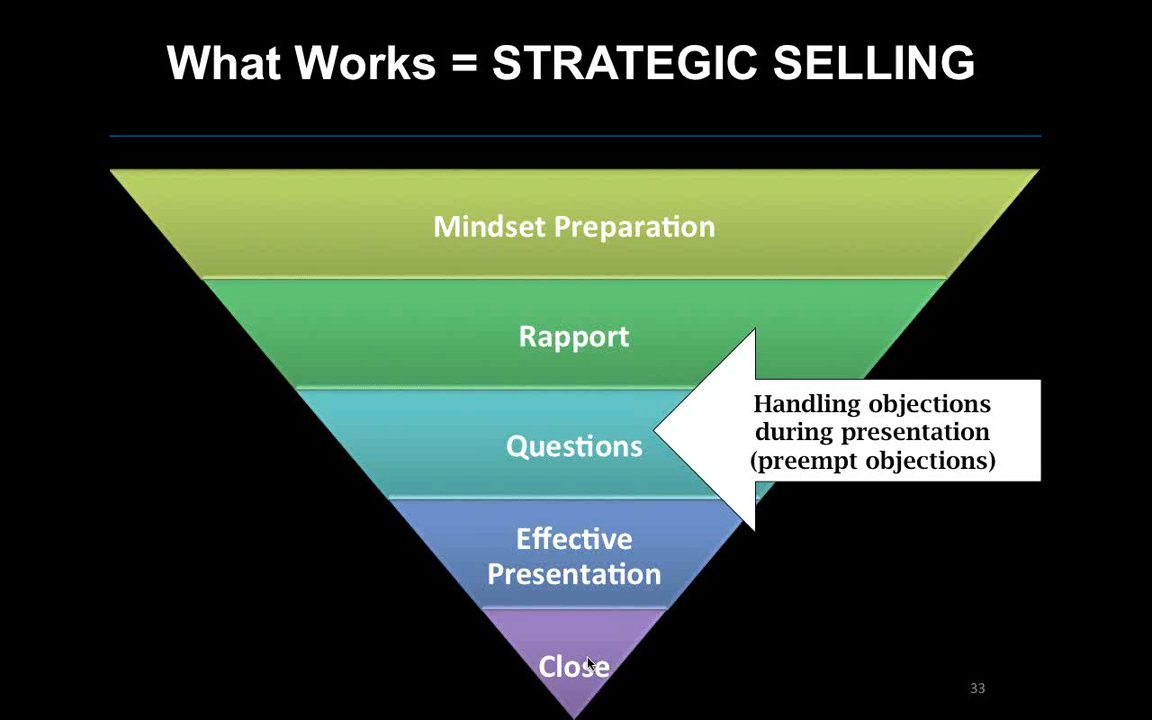 What Works = STRATEGIC SELLING
Mindset Preparation
Rapport
Questions
Handling objections
during presentation
(preempt objections)
Effective
Presentation
Close
33